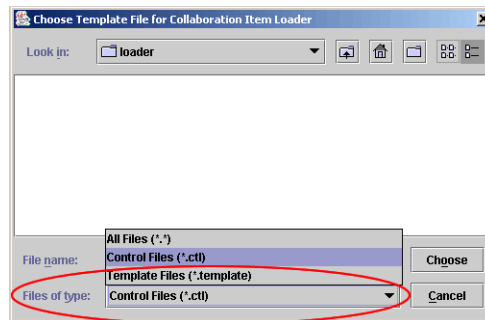 Choose Template File for Collaboration Item Loader
Look in: loader
All Files (*.*)
File name: Control Files (*.ctl) Choose
Template Files (*.template)
Files of type: Control Files (*.ctl) Cancel